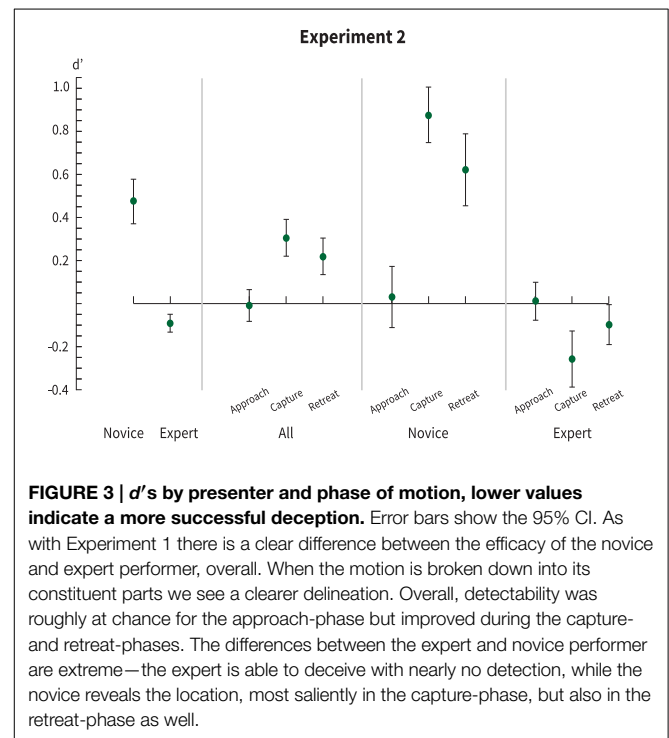 Experiment 2
d’
1.0
0.8
0.6
0.4
0.2
-0.2
-0.4
Approach Capture Retreat Approach Capture Retreat Approach Capture Retreat
Novice Expert All Novice Expert
FIGURE 3 | d′s by presenter and phase of motion, lower values
indicate a more successful deception. Error bars show the 95% CI. As
with Experiment 1 there is a clear difference between the efficacy of the novice
and expert performer, overall. When the motion is broken down into its
constituent parts we see a clearer delineation. Overall, detectability was
roughly at chance for the approach-phase but improved during the capture-
and retreat-phases. The differences between the expert and novice performer
are extreme—the expert is able to deceive with nearly no detection, while the
novice reveals the location, most saliently in the capture-phase, but also in the
retreat-phase as well.